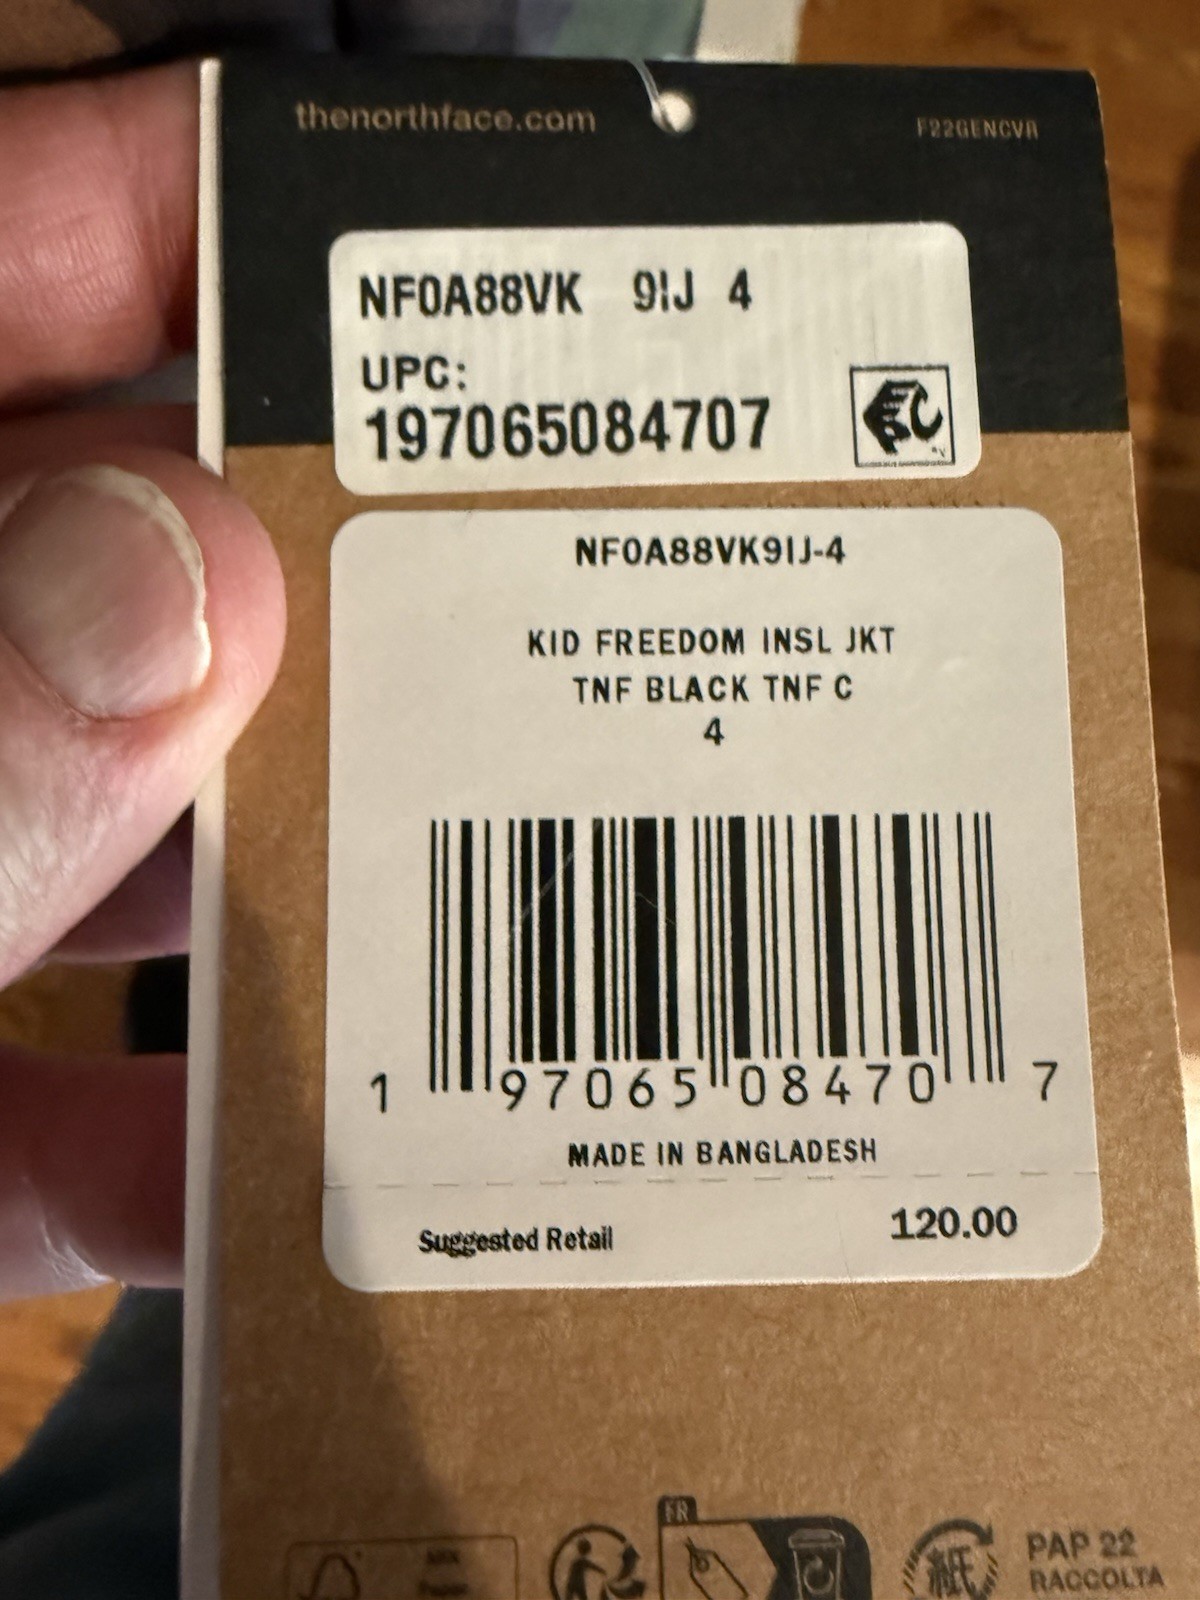 thenorthface.com
F22GENCVR
NF0A88VK 9IJ 4
UPC:
197065084707
NF0A88VK9IJ-4
KID FREEDOM INSL JKT
TNF BLACK TNF C
4
1 97065 08470 7
MADE IN BANGLADESH
Suggested Retail 120.00
FR
紙
PAP 22
RACCOLTA